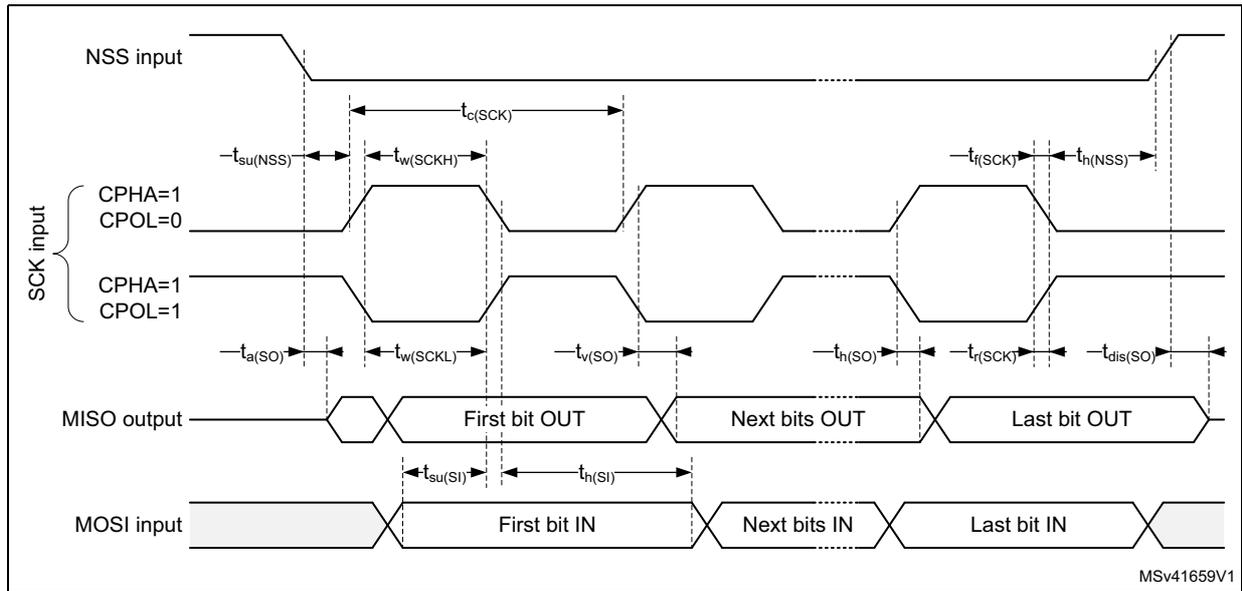 NSS input
tc(SCK)
tsu(NSS)
tw(SCKH)
tf(SCK)
th(NSS)
SCK input
CPHA=1
CPOL=0
CPHA=1
CPOL=1
ta(SO)
tw(SCKL)
tv(SO)
th(SO)
tr(SCK)
tdis(SO)
MISO output
First bit OUT
Next bits OUT
Last bit OUT
tsu(SI)
th(SI)
MOSI input
First bit IN
Next bits IN
Last bit IN
MSv41659V1